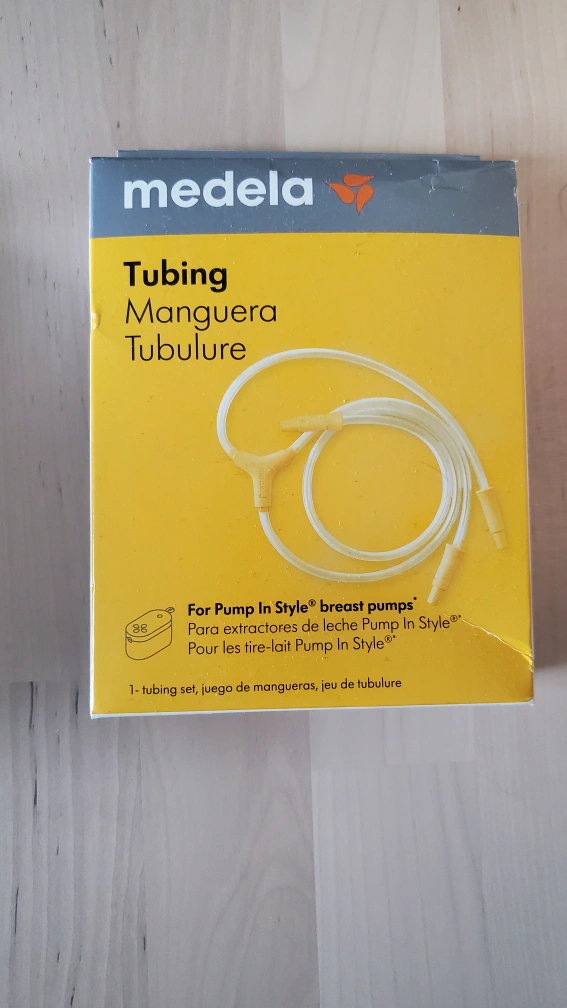 medela
Tubing
Manguera
Tubulure
For Pump In Style® breast pumps*
Para extractores de leche Pump In Style®*
Pour les tire-lait Pump In Style®*
1- tubing set, juego de mangueras, jeu de tubulure